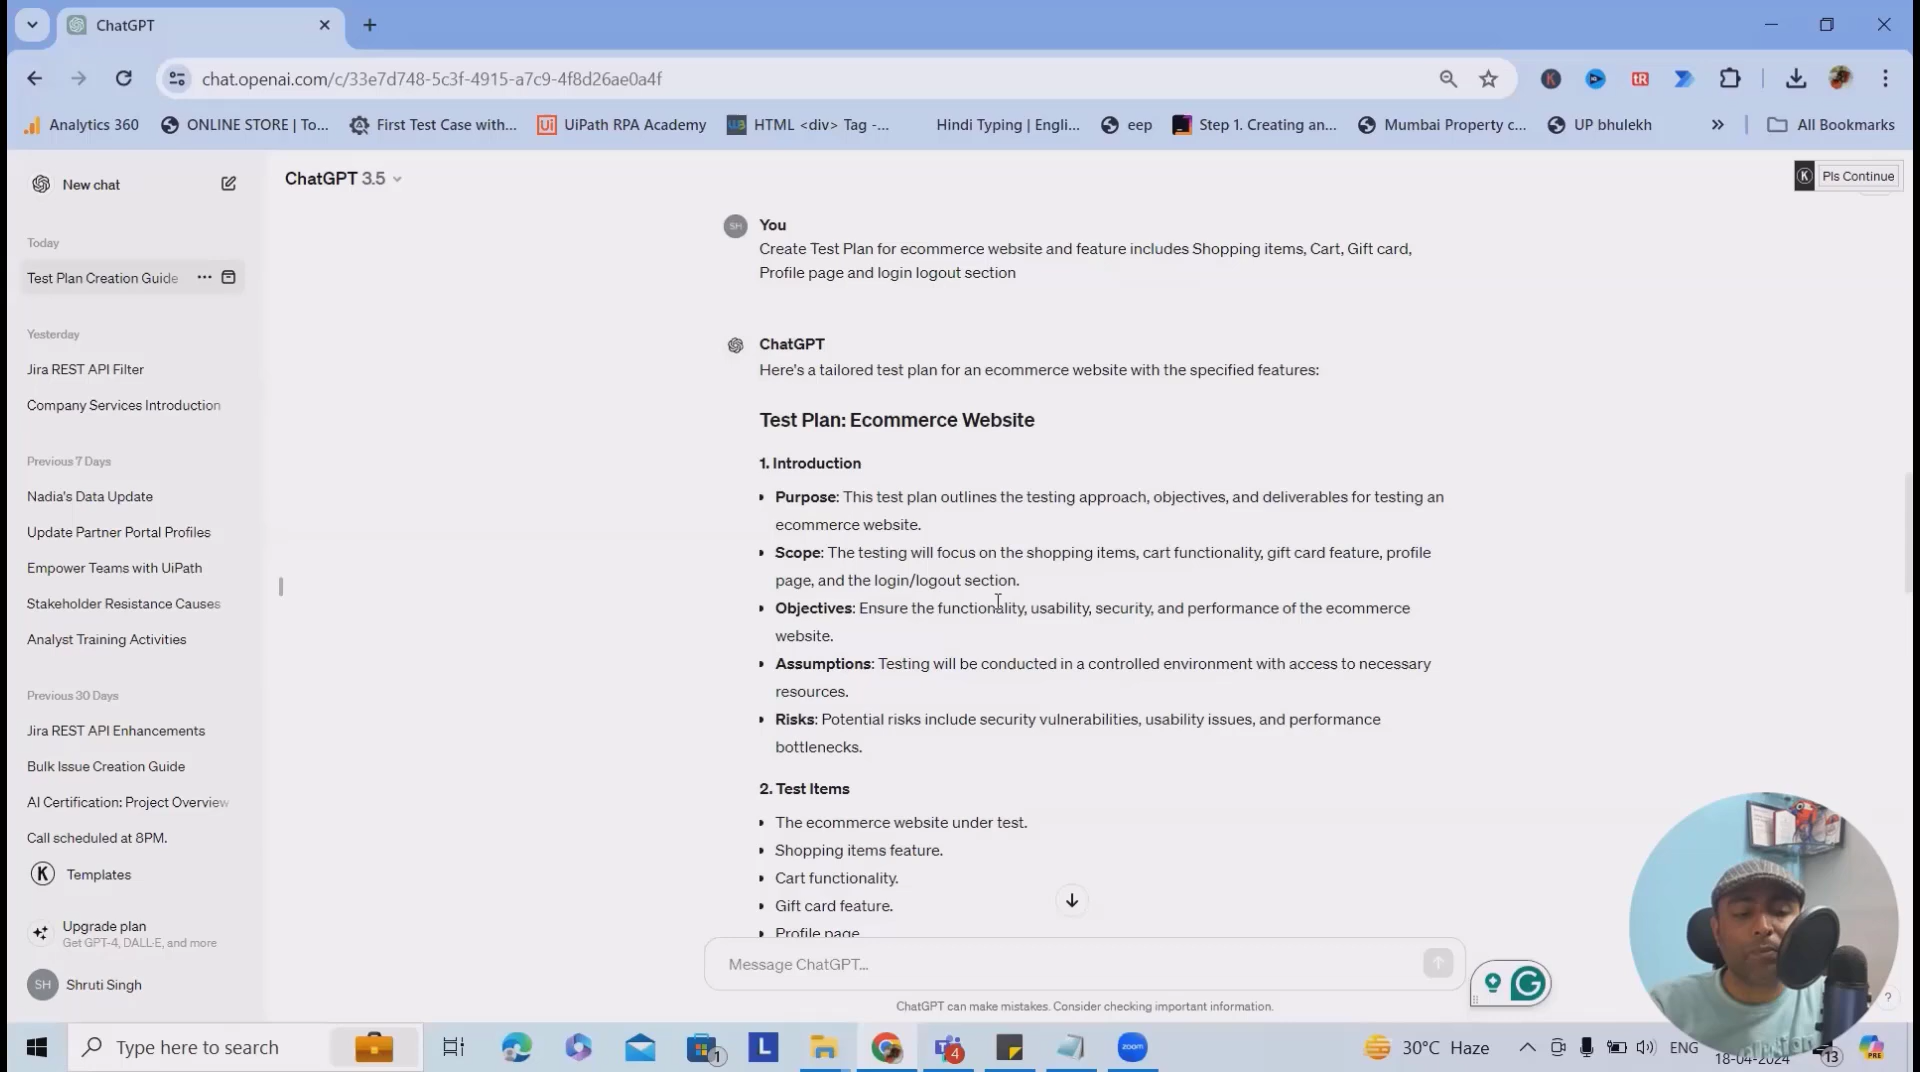 ChatGPT
chat.openai.com/c/33e7d748-5c3f-4915-a7c9-4f8d26ae0a4f
Analytics 360
ONLINE STORE | To...
First Test Case with...
UiPath RPA Academy
HTML <div> Tag -...
Hindi Typing | Engli...
eep
Step 1. Creating an...
Mumbai Property c...
UP bhulekh
All Bookmarks
New chat
ChatGPT 3.5
Pls Continue
Today
Test Plan Creation Guide
Yesterday
Jira REST API Filter
Company Services Introduction
Previous 7 Days
Nadia's Data Update
Update Partner Portal Profiles
Empower Teams with UiPath
Stakeholder Resistance Causes
Analyst Training Activities
Previous 30 Days
Jira REST API Enhancements
Bulk Issue Creation Guide
AI Certification: Project Overview
Call scheduled at 8PM.
Templates
Upgrade plan
Get GPT-4, DALL·E, and more
SH Shruti Singh
SH You
Create Test Plan for ecommerce website and feature includes Shopping items, Cart, Gift card,
Profile page and login logout section
ChatGPT
Here's a tailored test plan for an ecommerce website with the specified features:
Test Plan: Ecommerce Website
1. Introduction
Purpose: This test plan outlines the testing approach, objectives, and deliverables for testing an
ecommerce website.
Scope: The testing will focus on the shopping items, cart functionality, gift card feature, profile
page, and the login/logout section.
Objectives: Ensure the functionality, usability, security, and performance of the ecommerce
website.
Assumptions: Testing will be conducted in a controlled environment with access to necessary
resources.
Risks: Potential risks include security vulnerabilities, usability issues, and performance
bottlenecks.
2. Test Items
The ecommerce website under test.
Shopping items feature.
Cart functionality.
Gift card feature.
Profile page
Message ChatGPT...
ChatGPT can make mistakes. Consider checking important information.
?
Type here to search
1
L
4
zoom
30°C Haze
ENG
18-04-2024
13
PRE